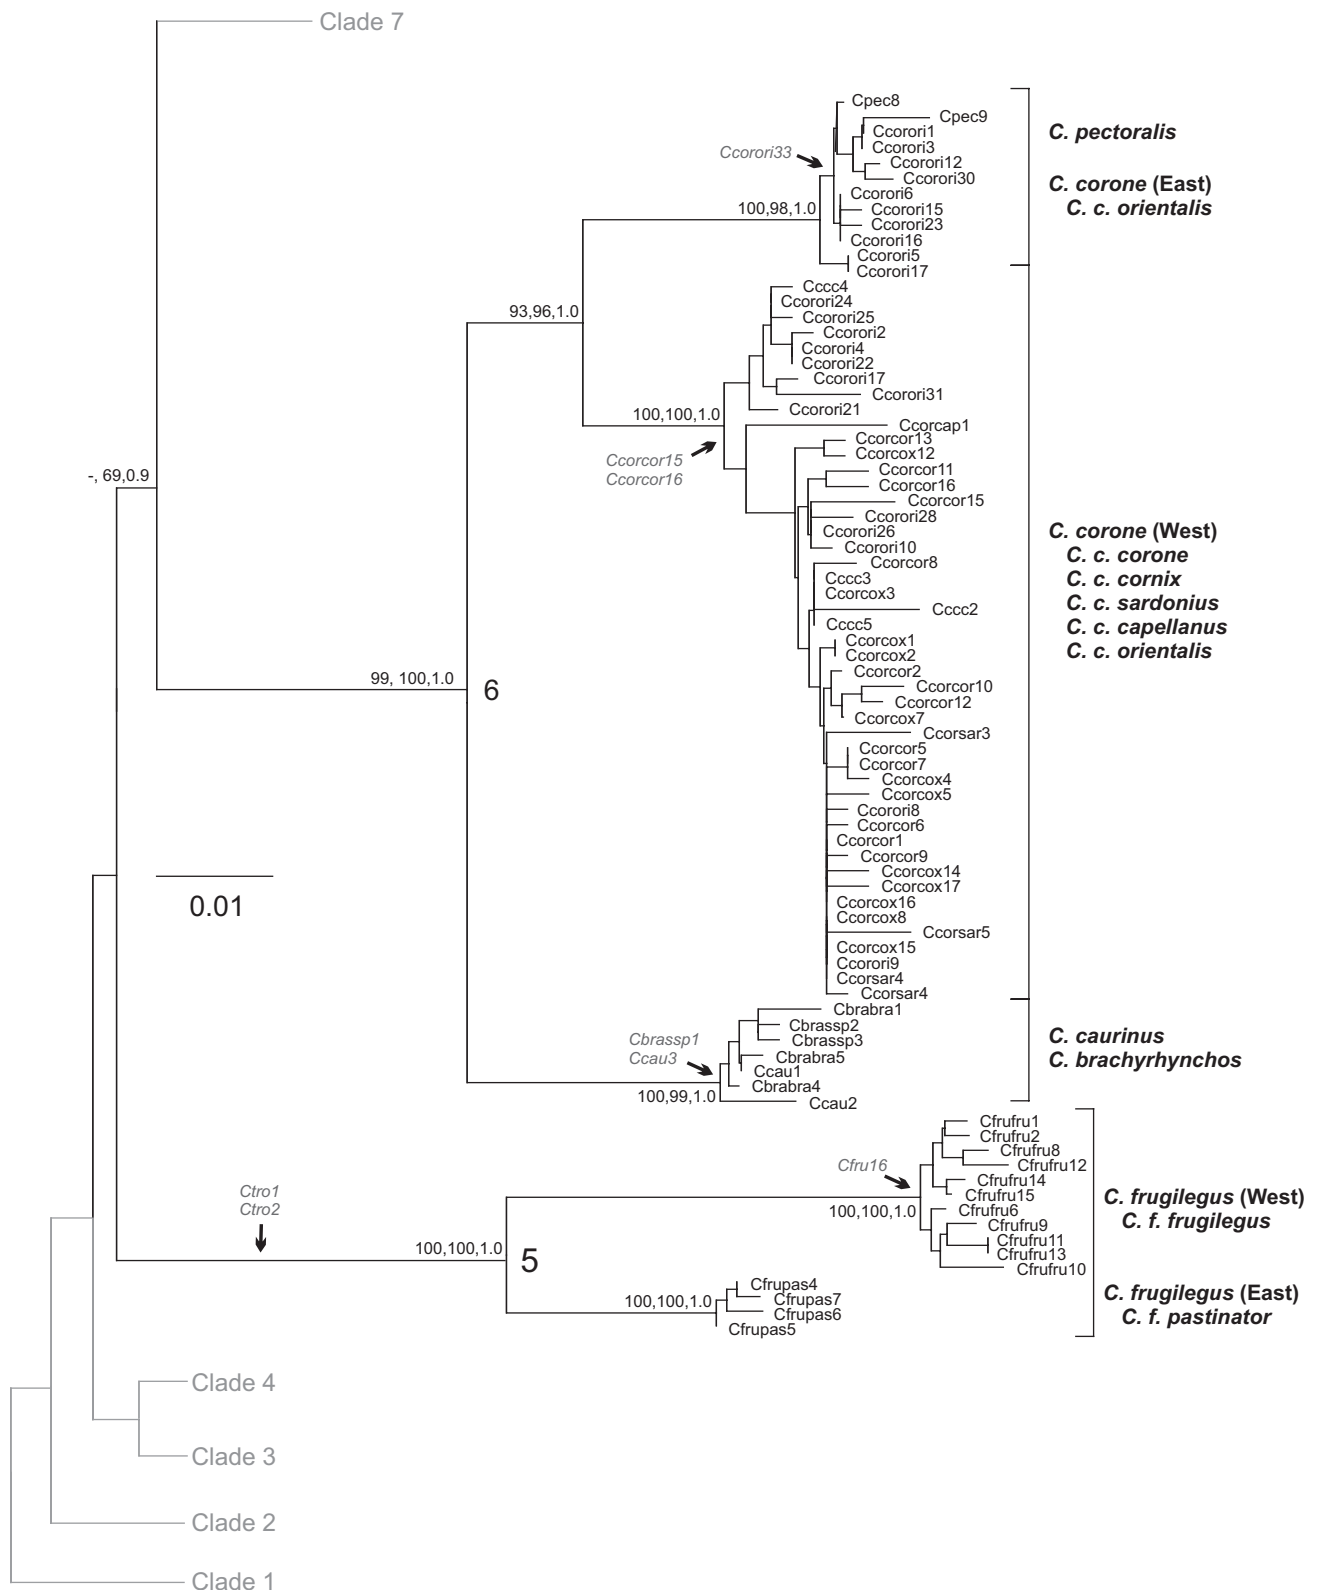 Clade 7
Cpec8
Cpec9
Ccorori1
Ccorori3
Ccorori12
Ccorori30
Ccorori6
Ccorori15
Ccorori23
Ccorori16
Ccorori5
Ccorori17
Ccorori33
100,98,1.0
C. pectoralis
C. corone (East)
C. c. orientalis
93,96,1.0
Cccc4
Ccorori24
Ccorori25
Ccorori2
Ccorori4
Ccorori22
Ccorori17
Ccorori31
Ccorori21
100,100,1.0
Ccorcor15
Ccorcor16
Ccorcap1
Ccorcor13
Ccorcox12
Ccorcor11
Ccorcor16
Ccorcor15
Ccorori28
Ccorori26
Ccorori10
Ccorcor8
Cccc3
Ccorcox3
Cccc2
Cccc5
Ccorcox1
Ccorcox2
Ccorcor2
Ccorcor10
Ccorcor12
Ccorcox7
Ccorsar3
Ccorcor5
Ccorcor7
Ccorcox4
Ccorcox5
Ccorori8
Ccorcor6
Ccorcor1
Ccorcor9
Ccorcox14
Ccorcox17
Ccorcox16
Ccorcox8
Ccorsar5
Ccorcox15
Ccorori9
Ccorsar4
Ccorsar4
C. corone (West)
C. c. corone
C. c. cornix
C. c. sardonius
C. c. capellanus
C. c. orientalis
-, 69,0.9
99, 100,1.0
6
0.01
Cbrabra1
Cbrassp2
Cbrassp3
Cbrabra5
Ccau1
Cbrabra4
Ccau2
Cbrassp1
Ccau3
100,99,1.0
C. caurinus
C. brachyrhynchos
Cfrufru1
Cfrufru2
Cfrufru8
Cfrufru12
Cfrufru14
Cfrufru15
Cfrufru6
Cfrufru9
Cfrufru11
Cfrufru13
Cfrufru10
Cfru16
100,100,1.0
C. frugilegus (West)
C. f. frugilegus
Ctro1
Ctro2
100,100,1.0
5
Cfrupas4
Cfrupas7
Cfrupas6
Cfrupas5
100,100,1.0
C. frugilegus (East)
C. f. pastinator
Clade 4
Clade 3
Clade 2
Clade 1